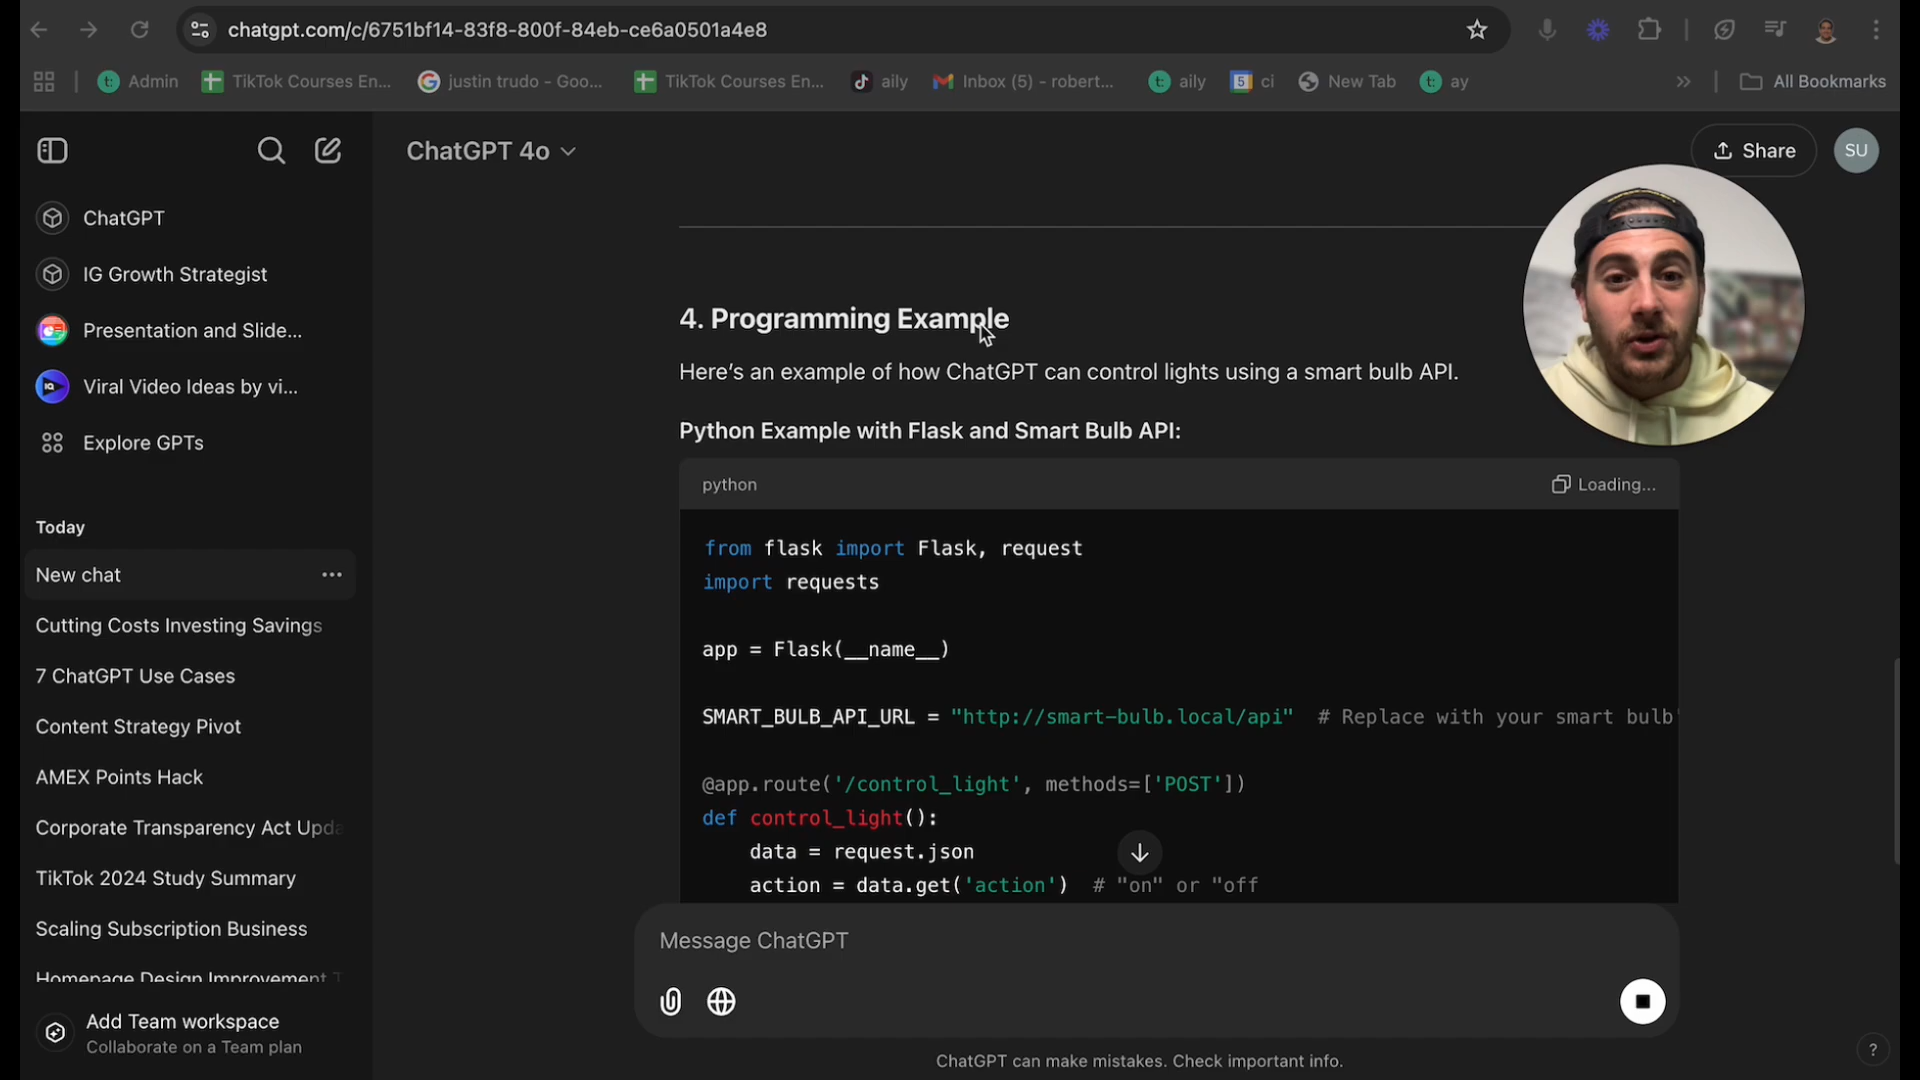 chatgpt.com/c/6751bf14-83f8-800f-84eb-ce6a0501a4e8
Admin
TikTok Courses En...
justin trudo - Goo...
TikTok Courses En...
aily
Inbox (5) - robert...
aily
5 ci
New Tab
ay
All Bookmarks
ChatGPT 4o
Share
SU
ChatGPT
IG Growth Strategist
Presentation and Slide...
Viral Video Ideas by vi...
Explore GPTs
Today
New chat
Cutting Costs Investing Savings
7 ChatGPT Use Cases
Content Strategy Pivot
AMEX Points Hack
Corporate Transparency Act Upda
TikTok 2024 Study Summary
Scaling Subscription Business
Homepage Design Improvement T
Add Team workspace
Collaborate on a Team plan
4. Programming Example
Here's an example of how ChatGPT can control lights using a smart bulb API.
Python Example with Flask and Smart Bulb API:
python
Loading...
from flask import Flask, request
import requests
app = Flask(__name__)
SMART_BULB_API_URL = "http://smart-bulb.local/api"  # Replace with your smart bulb'
@app.route('/control_light', methods=['POST'])
def control_light():
    data = request.json
    action = data.get('action')  # "on" or "off
Message ChatGPT
ChatGPT can make mistakes. Check important info.
?